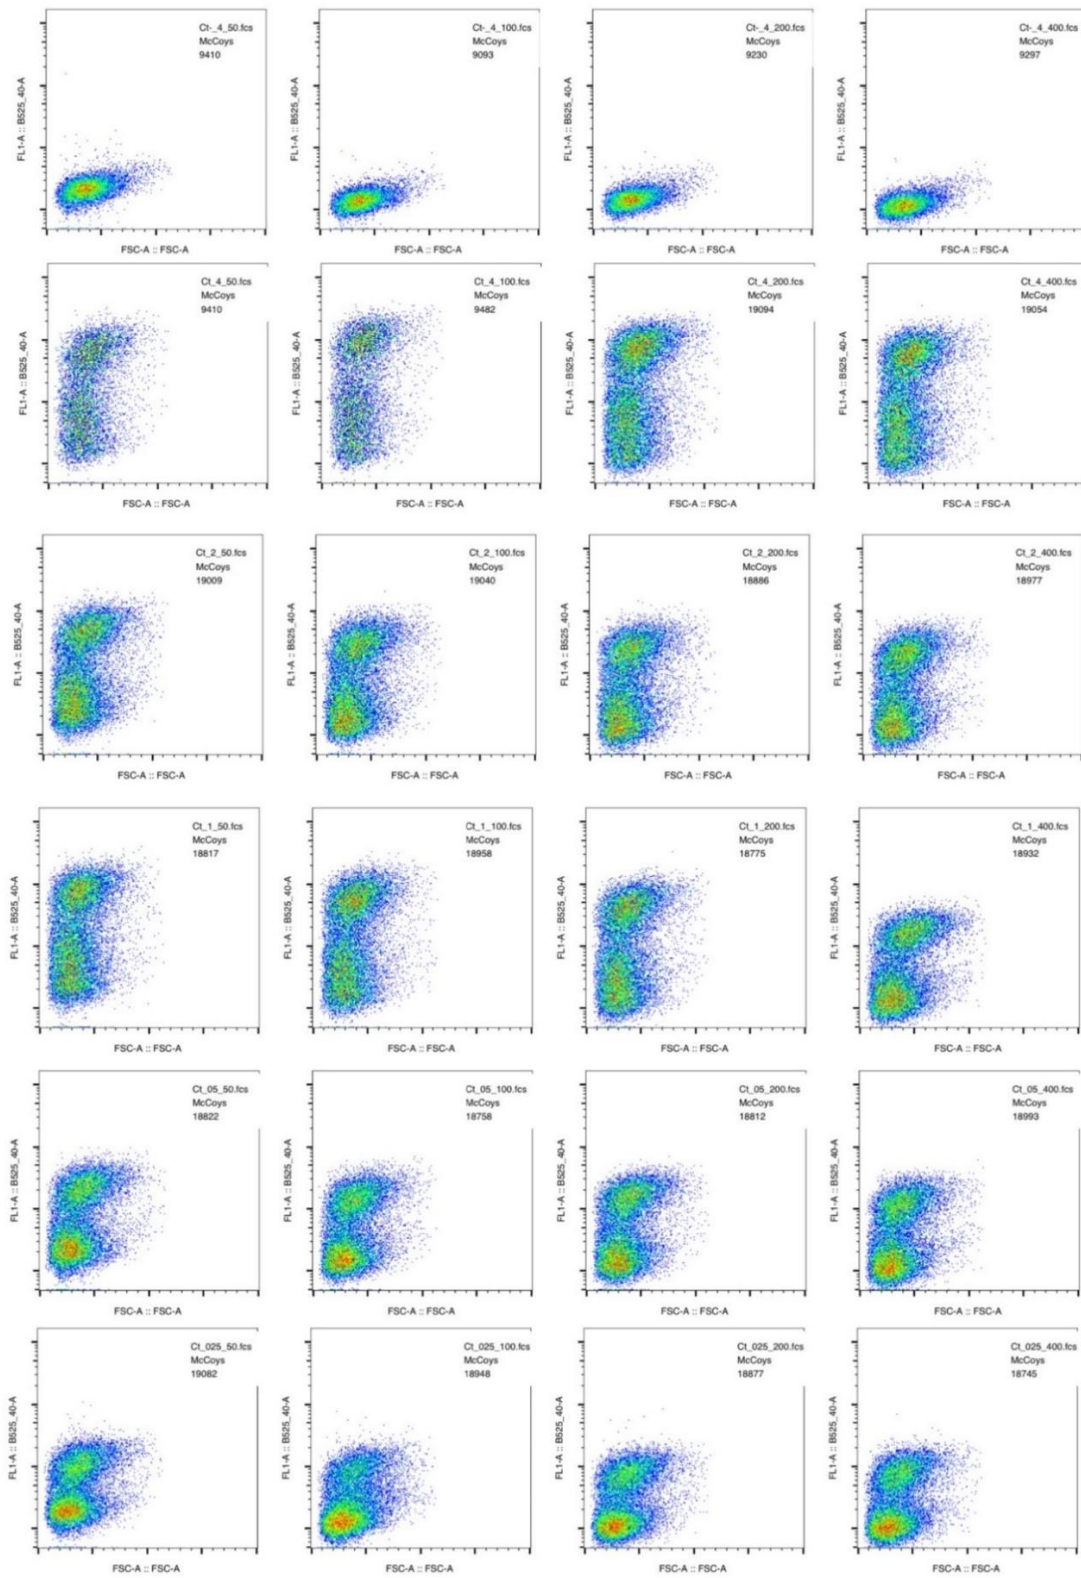 Ct-_4_50.fcs
McCoys
9410
FL1-A :: B525_40-A
FSC-A :: FSC-A
Ct-_4_100.fcs
McCoys
9093
FL1-A :: B525_40-A
FSC-A :: FSC-A
Ct-_4_200.fcs
McCoys
9230
FL1-A :: B525_40-A
FSC-A :: FSC-A
Ct-_4_400.fcs
McCoys
9297
FL1-A :: B525_40-A
FSC-A :: FSC-A
Ct_4_50.fcs
McCoys
9410
FL1-A :: B525_40-A
FSC-A :: FSC-A
Ct_4_100.fcs
McCoys
9482
FL1-A :: B525_40-A
FSC-A :: FSC-A
Ct_4_200.fcs
McCoys
19094
FL1-A :: B525_40-A
FSC-A :: FSC-A
Ct_4_400.fcs
McCoys
19054
FL1-A :: B525_40-A
FSC-A :: FSC-A
Ct_2_50.fcs
McCoys
19009
FL1-A :: B525_40-A
FSC-A :: FSC-A
Ct_2_100.fcs
McCoys
19040
FL1-A :: B525_40-A
FSC-A :: FSC-A
Ct_2_200.fcs
McCoys
18886
FL1-A :: B525_40-A
FSC-A :: FSC-A
Ct_2_400.fcs
McCoys
18977
FL1-A :: B525_40-A
FSC-A :: FSC-A
Ct_1_50.fcs
McCoys
18817
FL1-A :: B525_40-A
FSC-A :: FSC-A
Ct_1_100.fcs
McCoys
18958
FL1-A :: B525_40-A
FSC-A :: FSC-A
Ct_1_200.fcs
McCoys
18775
FL1-A :: B525_40-A
FSC-A :: FSC-A
Ct_1_400.fcs
McCoys
18932
FL1-A :: B525_40-A
FSC-A :: FSC-A
Ct_05_50.fcs
McCoys
18822
FL1-A :: B525_40-A
FSC-A :: FSC-A
Ct_05_100.fcs
McCoys
18758
FL1-A :: B525_40-A
FSC-A :: FSC-A
Ct_05_200.fcs
McCoys
18812
FL1-A :: B525_40-A
FSC-A :: FSC-A
Ct_05_400.fcs
McCoys
18993
FL1-A :: B525_40-A
FSC-A :: FSC-A
Ct_025_50.fcs
McCoys
19082
FL1-A :: B525_40-A
FSC-A :: FSC-A
Ct_025_100.fcs
McCoys
18948
FL1-A :: B525_40-A
FSC-A :: FSC-A
Ct_025_200.fcs
McCoys
18877
FL1-A :: B525_40-A
FSC-A :: FSC-A
Ct_025_400.fcs
McCoys
18745
FL1-A :: B525_40-A
FSC-A :: FSC-A